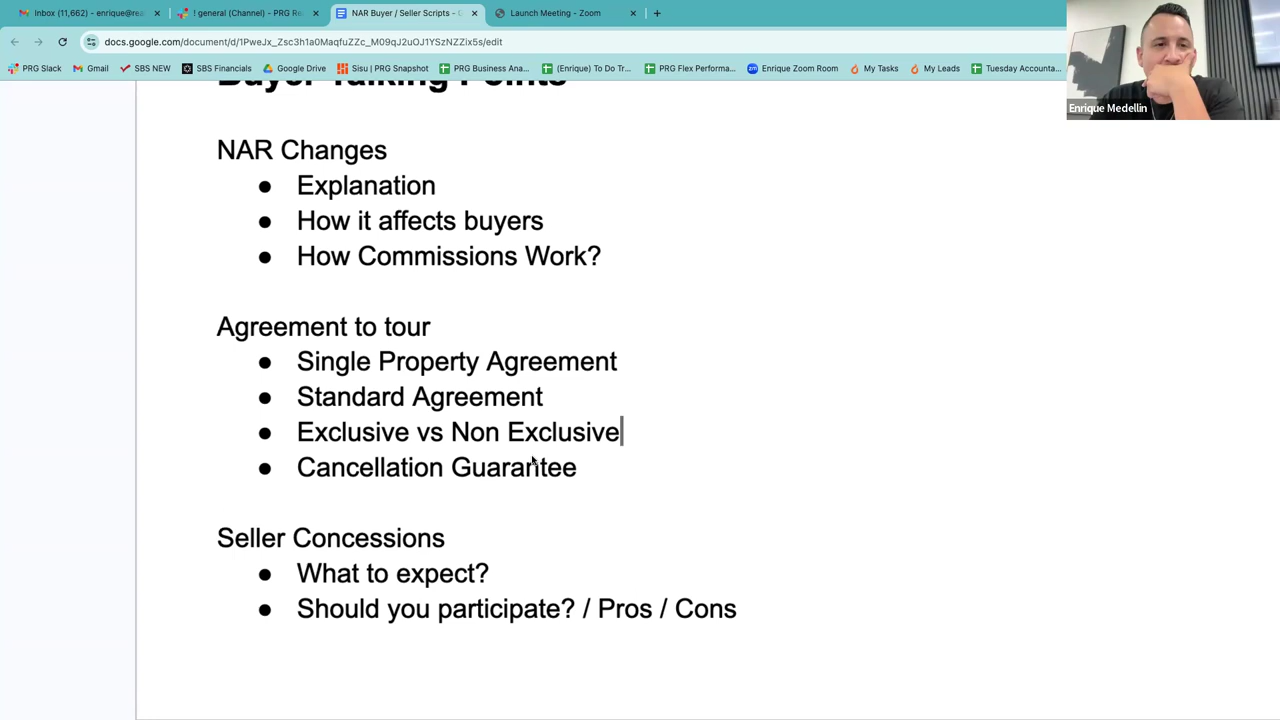 Inbox (11,662) - enrique@rea
! general (Channel) - PRG Re
NAR Buyer / Seller Scripts - G
Launch Meeting - Zoom
docs.google.com/document/d/1PweJx_Zsc3h1a0MaqfuZZc_M09qJ2uOJ1YSzNZZix5s/edit
PRG Slack
Gmail
SBS NEW
SBS Financials
Google Drive
Sisu | PRG Snapshot
PRG Business Ana...
(Enrique) To Do Tr...
PRG Flex Performa...
Enrique Zoom Room
My Tasks
My Leads
Tuesday Accounta...
Enrique Medellin
Buyer Talking Points
NAR Changes
● Explanation
● How it affects buyers
● How Commissions Work?
Agreement to tour
● Single Property Agreement
● Standard Agreement
● Exclusive vs Non Exclusive
● Cancellation Guarantee
Seller Concessions
● What to expect?
● Should you participate? / Pros / Cons